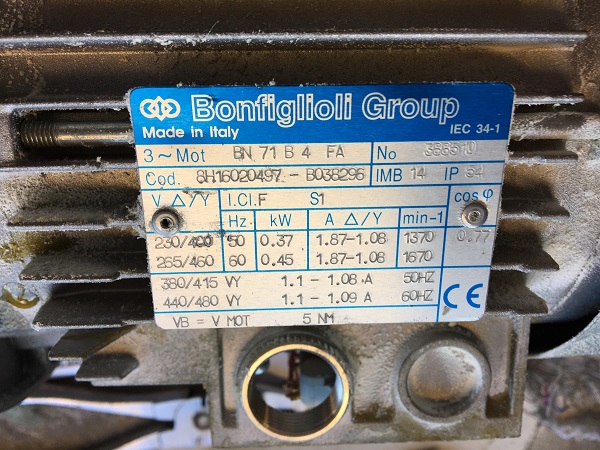 Bonfiglioli Group
Made in Italy IEC 34-1
3~Mot BN 71 B 4 FA No 353510
Cod. 8H16020497 - B038296 IMB 14 IP 54
V Δ/Y I.Cl.F S1 cos φ
Hz kW A Δ/Y min-1
230/400 50 0.37 1.87-1.08 1370 0.77
265/460 60 0.45 1.87-1.08 1670
380/415 VY 1.1 - 1.08 A 50HZ
440/480 VY 1.1 - 1.09 A 60HZ
VB = V MOT 5 NM CE